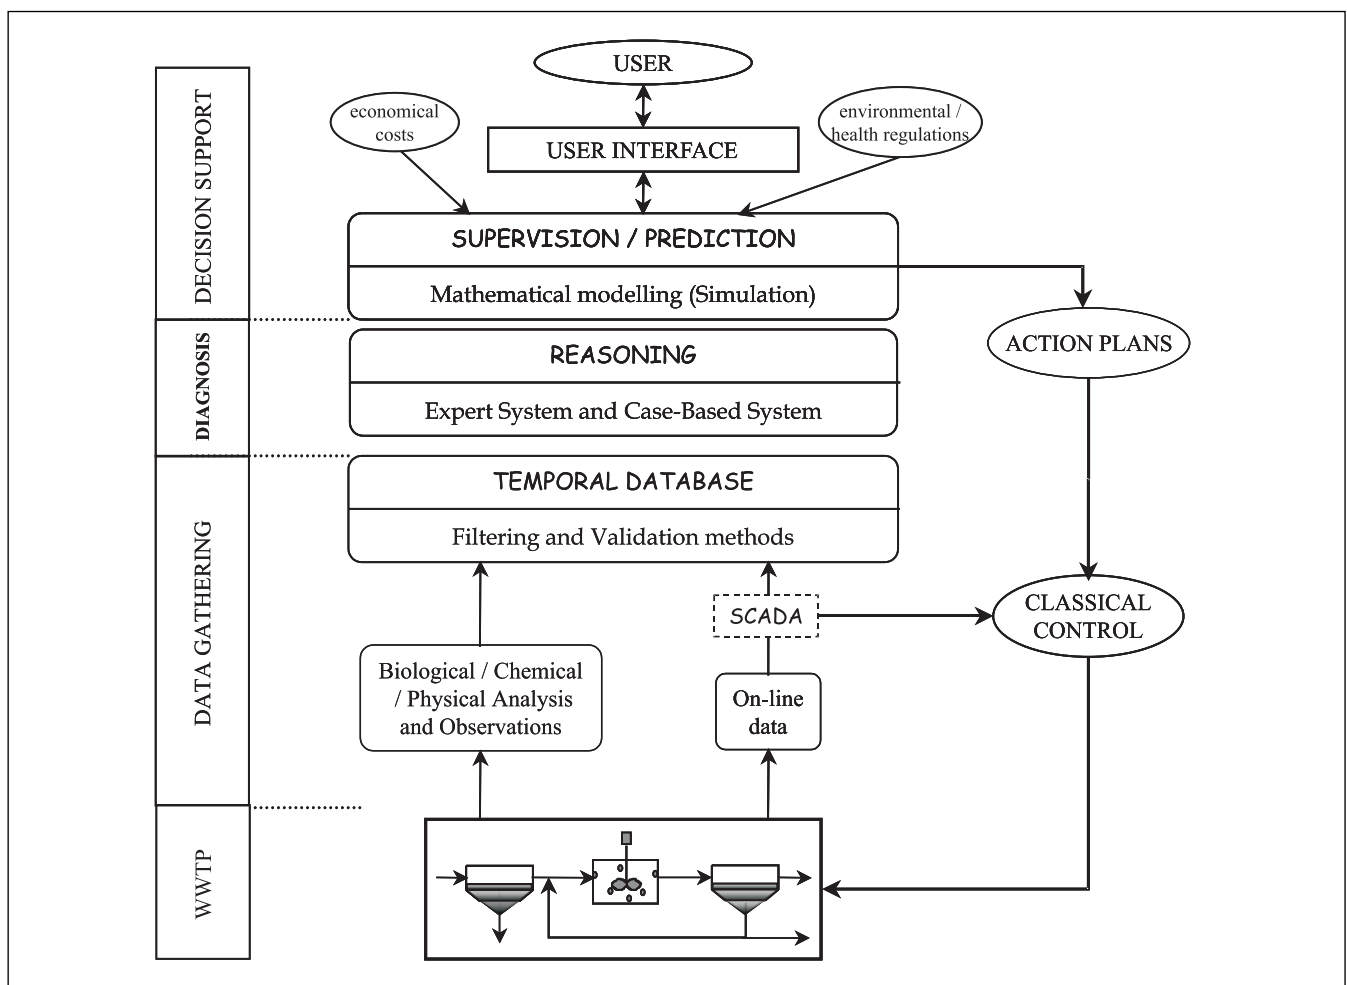 USER
economical
costs
environmental /
health regulations
USER INTERFACE
DECISION SUPPORT
SUPERVISION / PREDICTION
Mathematical modelling (Simulation)
ACTION PLANS
DIAGNOSIS
REASONING
Expert System and Case-Based System
DATA GATHERING
TEMPORAL DATABASE
Filtering and Validation methods
SCADA
CLASSICAL
CONTROL
Biological / Chemical
/ Physical Analysis
and Observations
On-line
data
WWTP